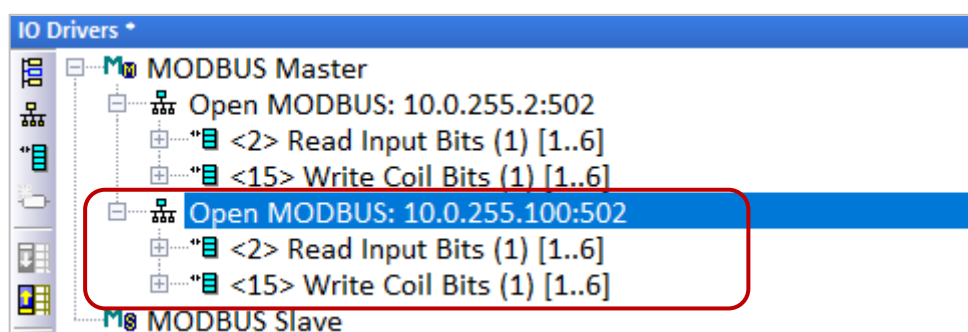 IO Drivers *
MODBUS Master
Open MODBUS: 10.0.255.2:502
<2> Read Input Bits (1) [1..6]
<15> Write Coil Bits (1) [1..6]
Open MODBUS: 10.0.255.100:502
<2> Read Input Bits (1) [1..6]
<15> Write Coil Bits (1) [1..6]
MODBUS Slave